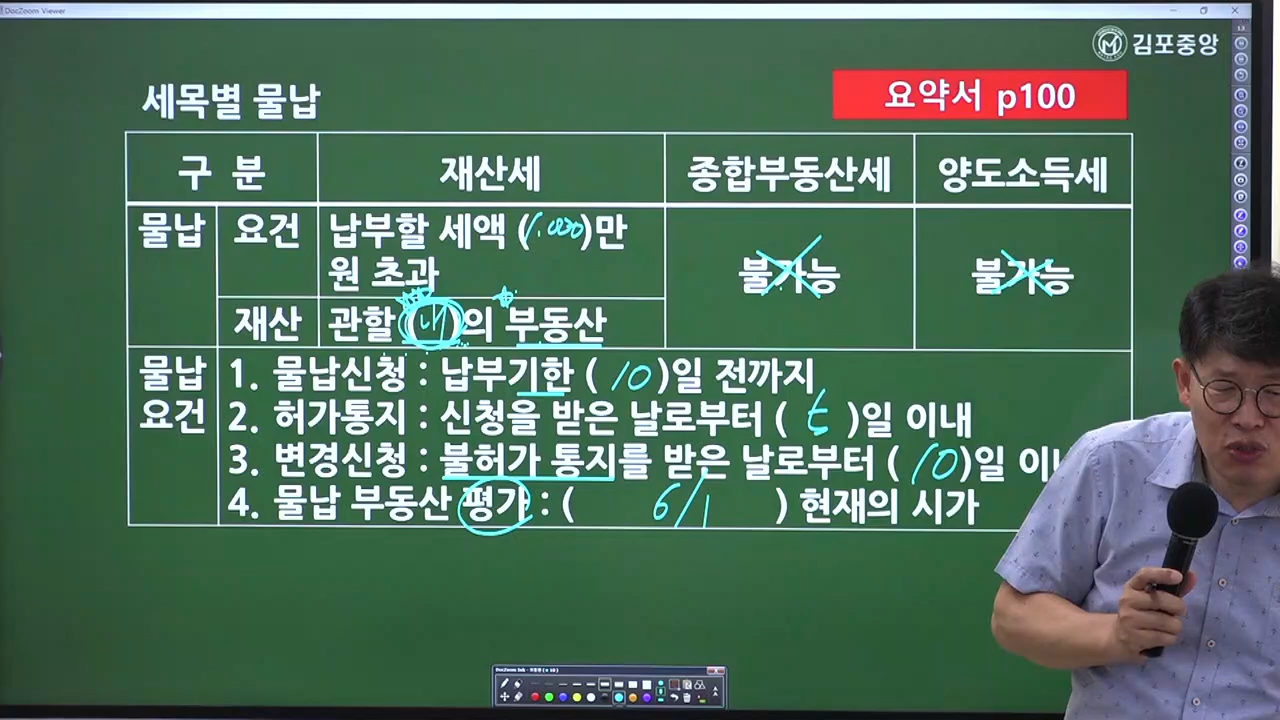 DocZoom Viewer
김포중앙
세목별 물납
요약서 p100
구 분 재산세 종합부동산세 양도소득세
물납 요건 납부할 세액 (1,000)만
원 초과
불가능 불가능
재산 관할 (내)의 부동산
물납 1. 물납신청 : 납부기한 ( 10 )일 전까지
요건 2. 허가통지 : 신청을 받은 날로부터 ( 5 )일 이내
3. 변경신청 : 불허가 통지를 받은 날로부터 ( 10 )일
4. 물납 부동산 평가 : ( 6/1 ) 현재의 시가